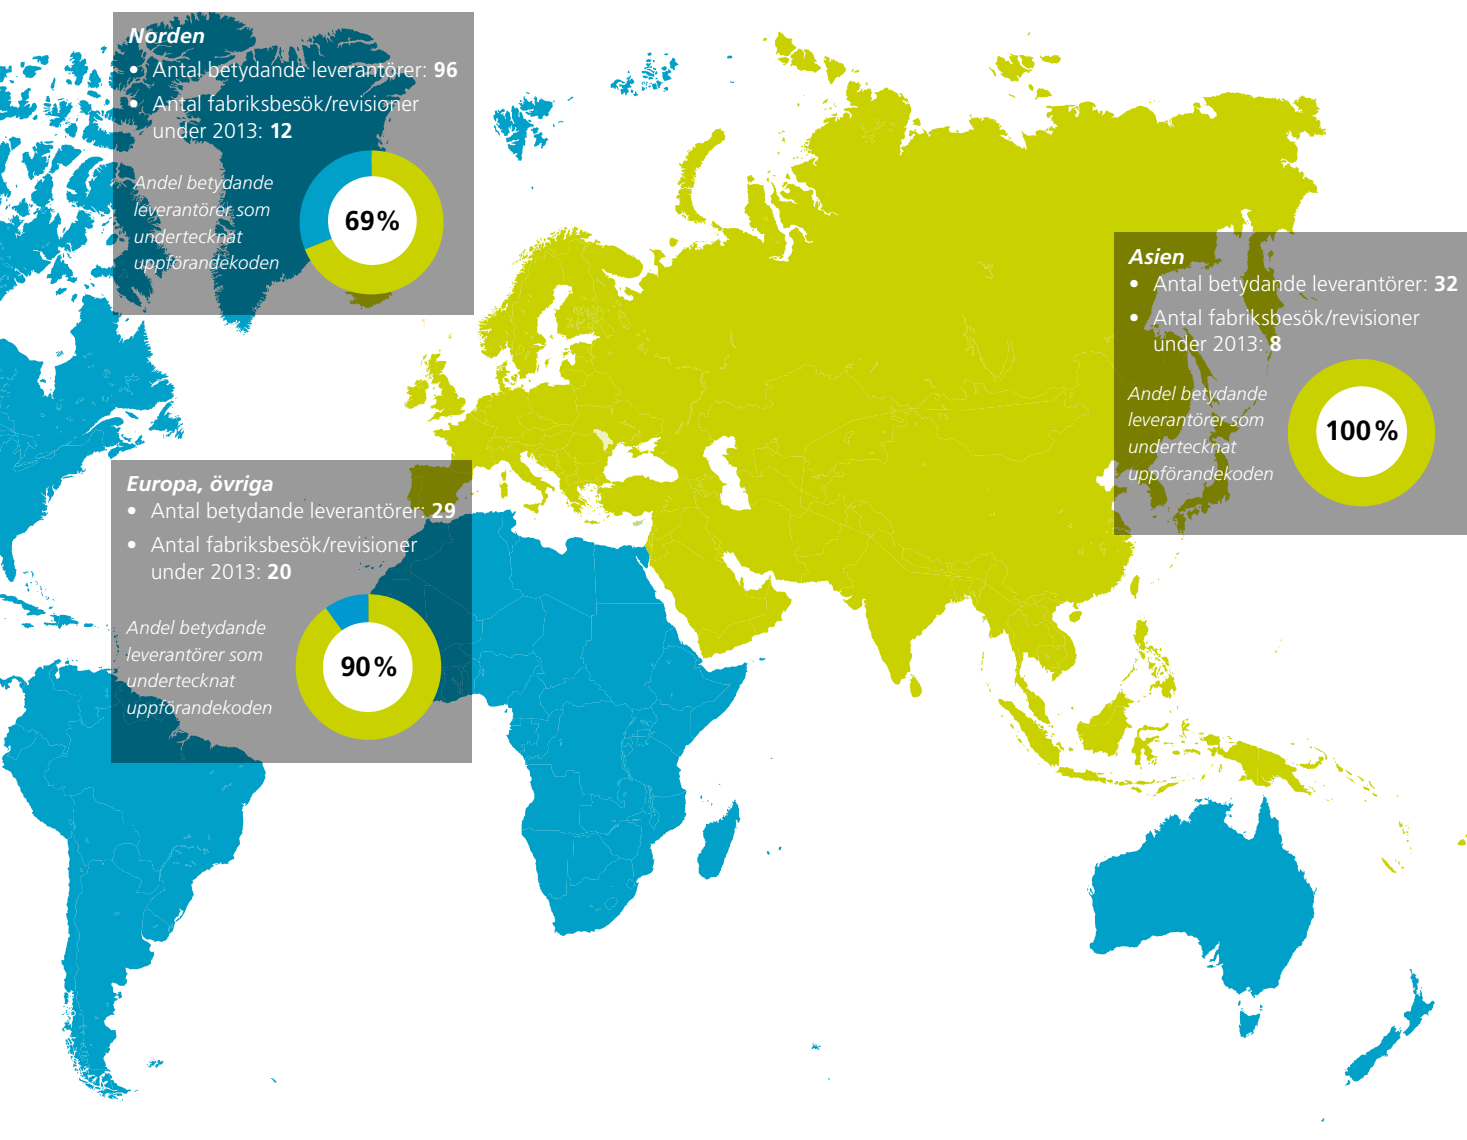 Norden
• Antal betydande leverantörer: 96
• Antal fabriksbesök/revisioner
under 2013: 12
Andel betydande
leverantörer som
undertecknat
uppförandekoden
69%
Asien
• Antal betydande leverantörer: 32
• Antal fabriksbesök/revisioner
under 2013: 8
Andel betydande
leverantörer som
undertecknat
uppförandekoden
100%
Europa, övriga
• Antal betydande leverantörer: 29
• Antal fabriksbesök/revisioner
under 2013: 20
Andel betydande
leverantörer som
undertecknat
uppförandekoden
90%